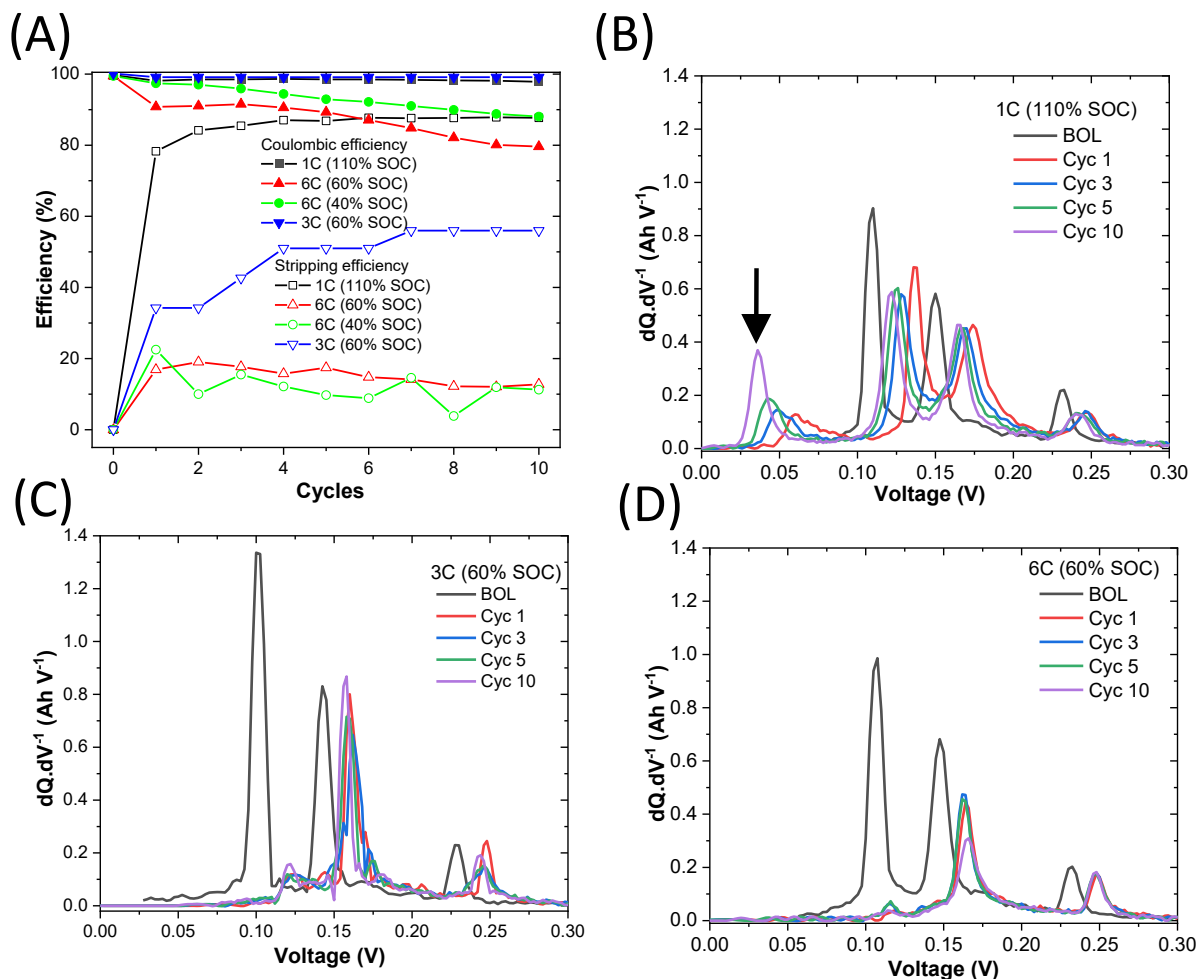 (A)
100
80
60
40
20
0
Efficiency (%)
Coulombic efficiency
1C (110% SOC)
6C (60% SOC)
6C (40% SOC)
3C (60% SOC)
Stripping efficiency
1C (110% SOC)
6C (60% SOC)
6C (40% SOC)
3C (60% SOC)
0 2 4 6 8 10
Cycles
(B)
1.4
1.2
1.0
0.8
0.6
0.4
0.2
0.0
dQ.dV⁻¹ (Ah V⁻¹)
1C (110% SOC)
BOL
Cyc 1
Cyc 3
Cyc 5
Cyc 10
0.00 0.05 0.10 0.15 0.20 0.25 0.30
Voltage (V)
(C)
1.4
1.2
1.0
0.8
0.6
0.4
0.2
0.0
dQ.dV⁻¹ (Ah V⁻¹)
3C (60% SOC)
BOL
Cyc 1
Cyc 3
Cyc 5
Cyc 10
0.00 0.05 0.10 0.15 0.20 0.25 0.30
Voltage (V)
(D)
1.4
1.2
1.0
0.8
0.6
0.4
0.2
0.0
dQ.dV⁻¹ (Ah V⁻¹)
6C (60% SOC)
BOL
Cyc 1
Cyc 3
Cyc 5
Cyc 10
0.00 0.05 0.10 0.15 0.20 0.25 0.30
Voltage (V)